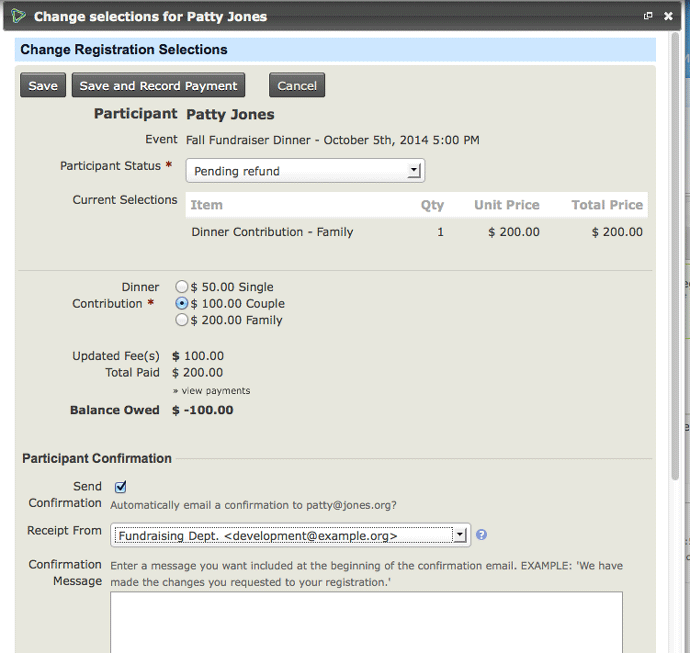 Change selections for Patty Jones
Change Registration Selections
Save Save and Record Payment Cancel
Participant Patty Jones
Event Fall Fundraiser Dinner - October 5th, 2014 5:00 PM
Participant Status * Pending refund
Current Selections Item Qty Unit Price Total Price
Dinner Contribution - Family 1 $ 200.00 $ 200.00
Dinner $ 50.00 Single
Contribution * $ 100.00 Couple
$ 200.00 Family
Updated Fee(s) $ 100.00
Total Paid $ 200.00
» view payments
Balance Owed $ -100.00
Participant Confirmation
Send
Confirmation Automatically email a confirmation to patty@jones.org?
Receipt From Fundraising Dept. <development@example.org> ?
Confirmation Enter a message you want included at the beginning of the confirmation email. EXAMPLE: 'We have
Message made the changes you requested to your registration.'